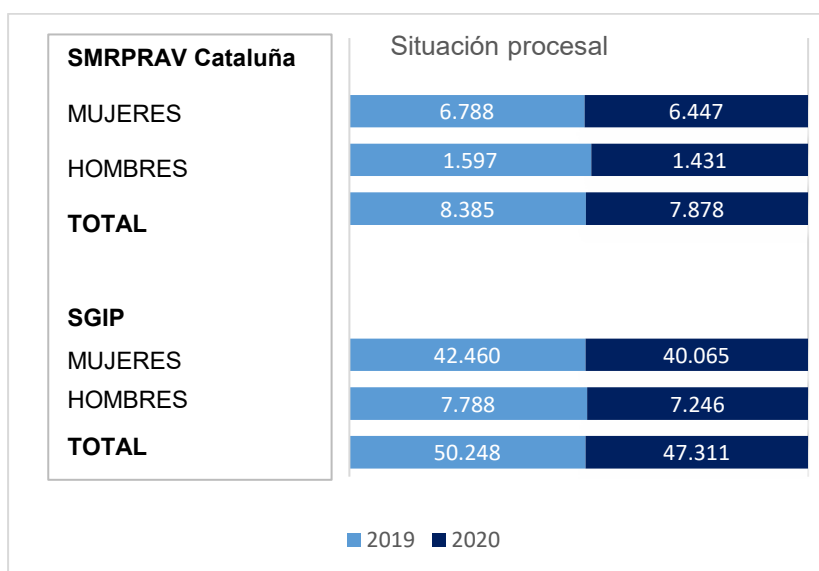 Situación procesal
SMRPRAV Cataluña
MUJERES 6.788 6.447
HOMBRES 1.597 1.431
TOTAL 8.385 7.878
SGIP
MUJERES 42.460 40.065
HOMBRES 7.788 7.246
TOTAL 50.248 47.311
2019 2020